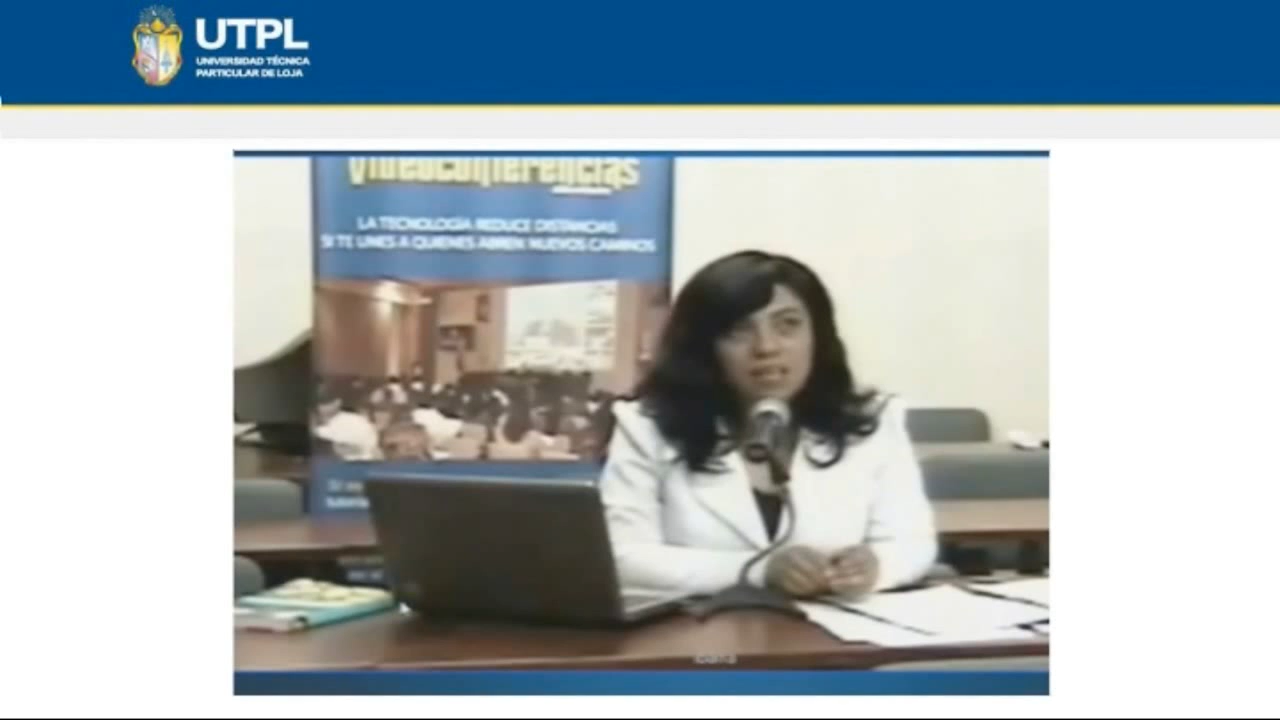 UTPL
UNIVERSIDAD TÉCNICA
PARTICULAR DE LOJA
Videoconferencias
LA TECNOLOGÍA REDUCE DISTANCIAS
SI TE UNES A QUIENES ABREN NUEVOS CAMINOS